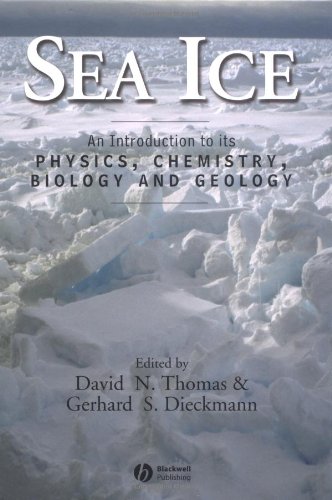 SEA ICE
An Introduction to its
PHYSICS, CHEMISTRY,
BIOLOGY AND GEOLOGY
Edited by
David N. Thomas &
Gerhard S. Dieckmann
Blackwell
Publishing